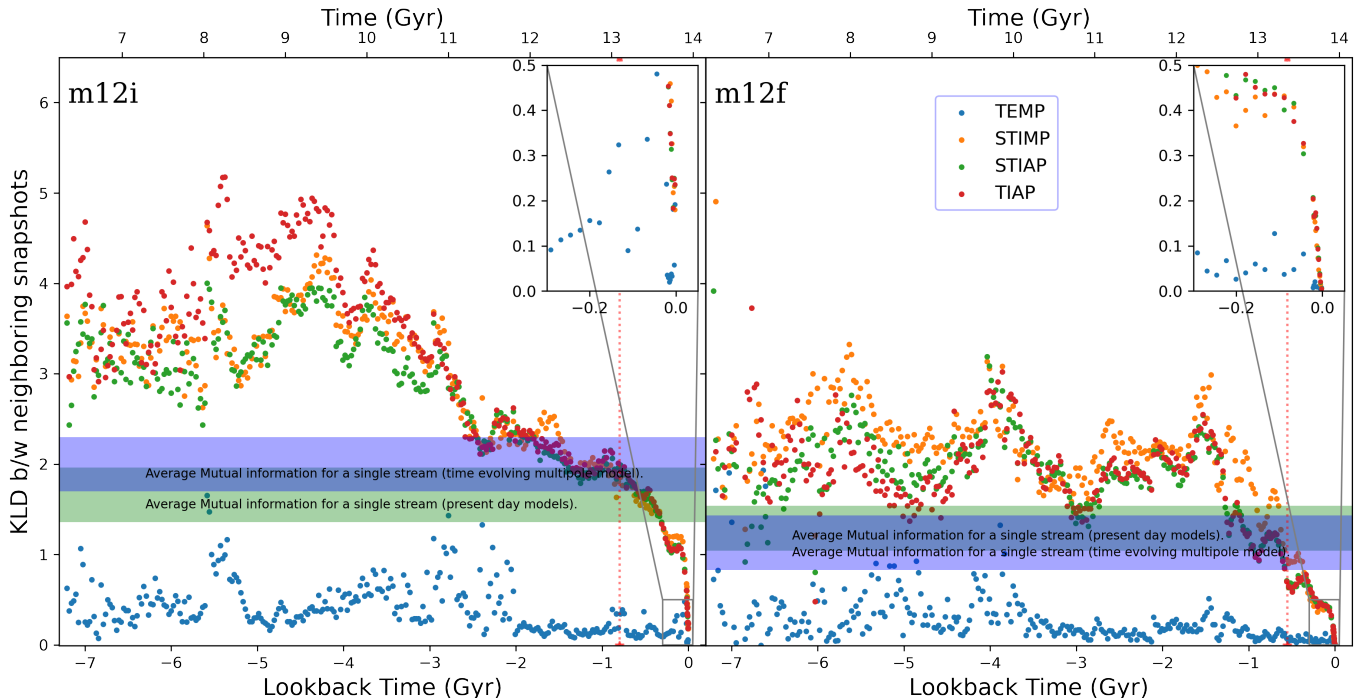 Time (Gyr)
Time (Gyr)
7 8 9 10 11 12 13 14
7 8 9 10 11 12 13 14
m12i
m12f
6
5
4
3
2
1
0
KLD b/w neighboring snapshots
0.5
0.4
0.3
0.2
0.1
0.0
−0.2 0.0
0.5
0.4
0.3
0.2
0.1
0.0
−0.2 0.0
TEMP
STIMP
STIAP
TIAP
Average Mutual information for a single stream (time evolving multipole model).
Average Mutual information for a single stream (present day models).
Average Mutual information for a single stream (present day models).
Average Mutual information for a single stream (time evolving multipole model).
−7 −6 −5 −4 −3 −2 −1 0
−7 −6 −5 −4 −3 −2 −1 0
Lookback Time (Gyr)
Lookback Time (Gyr)